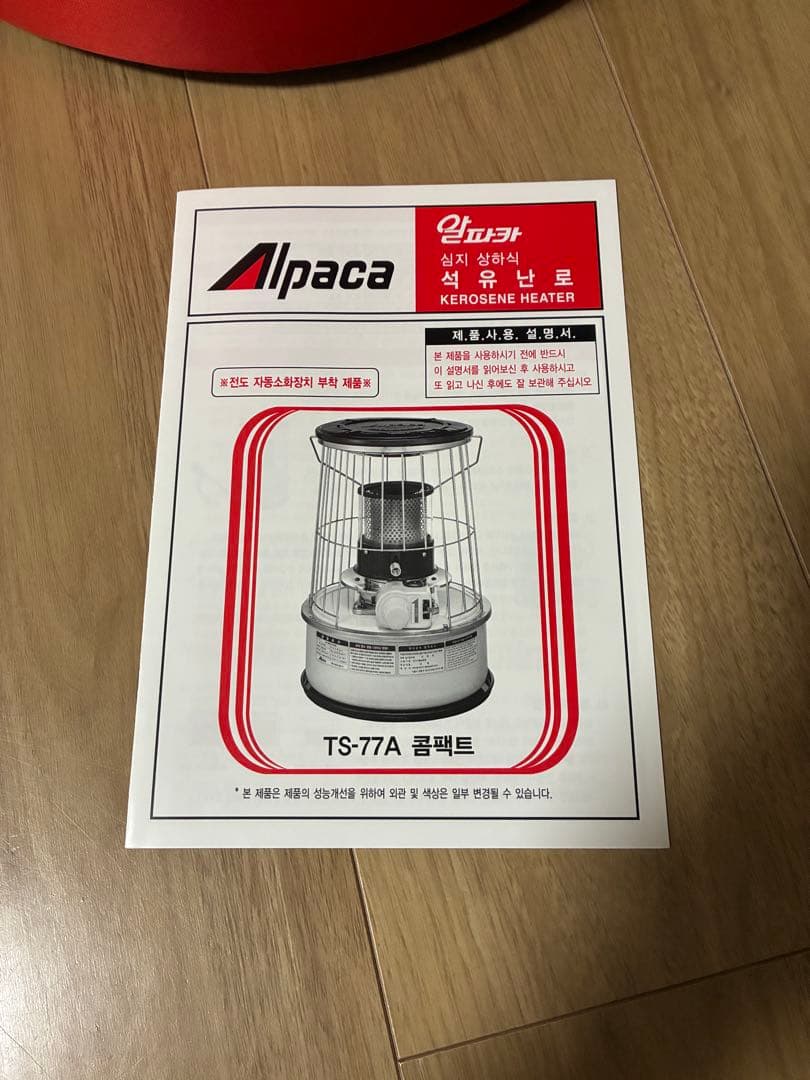 Alpaca
알파카
심지 상하식
석유난로
KEROSENE HEATER
제.품.사.용. 설.명.서.
본 제품을 사용하시기 전에 반드시
이 설명서를 읽어보신 후 사용하시고
또 읽고 나신 후에도 잘 보관해 주십시오
※전도 자동소화장치 부착 제품※
TS-77A 콤팩트
* 본 제품은 제품의 성능개선을 위하여 외관 및 색상은 일부 변경될 수 있습니다.